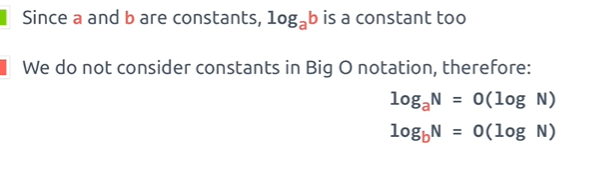 Since a and b are constants, logₐb is a constant too
We do not consider constants in Big O notation, therefore:
logₐN = O(log N)
log_bN = O(log N)